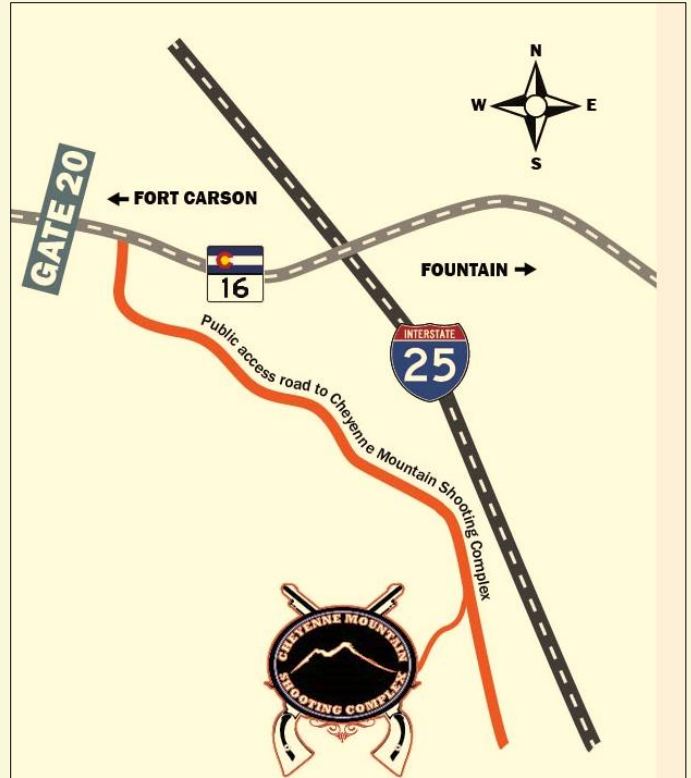 N
W E
S
GATE 20
← FORT CARSON
16
FOUNTAIN →
INTERSTATE
25
Public access road to Cheyenne Mountain Shooting Complex
CHEYENNE MOUNTAIN
SHOOTING COMPLEX